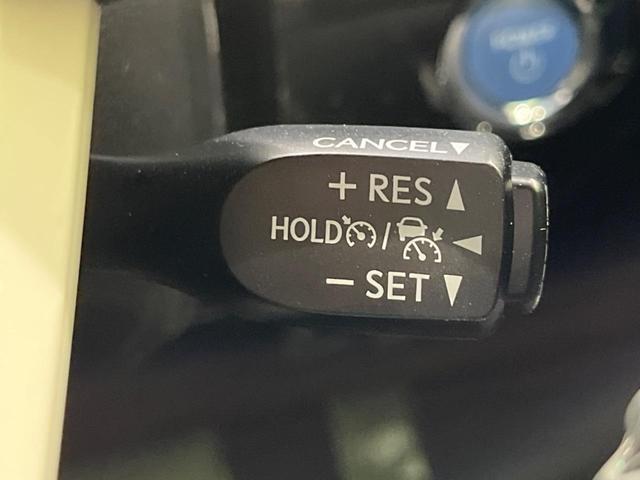 CANCEL▼
+ RES ▲
HOLD / ◀
− SET ▼